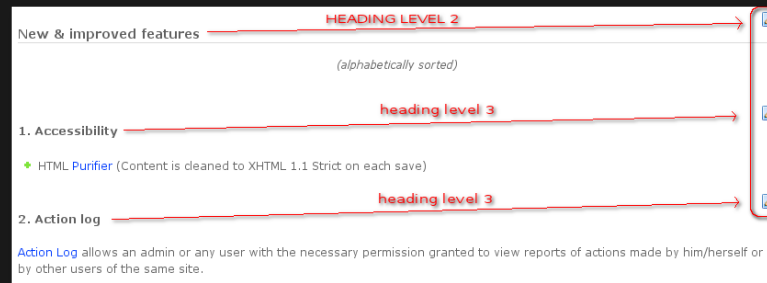 HEADING LEVEL 2
New & improved features
(alphabetically sorted)
heading level 3
1. Accessibility
HTML Purifier (Content is cleaned to XHTML 1.1 Strict on each save)
heading level 3
2. Action log
Action Log allows an admin or any user with the necessary permission granted to view reports of actions made by him/herself or
by other users of the same site.